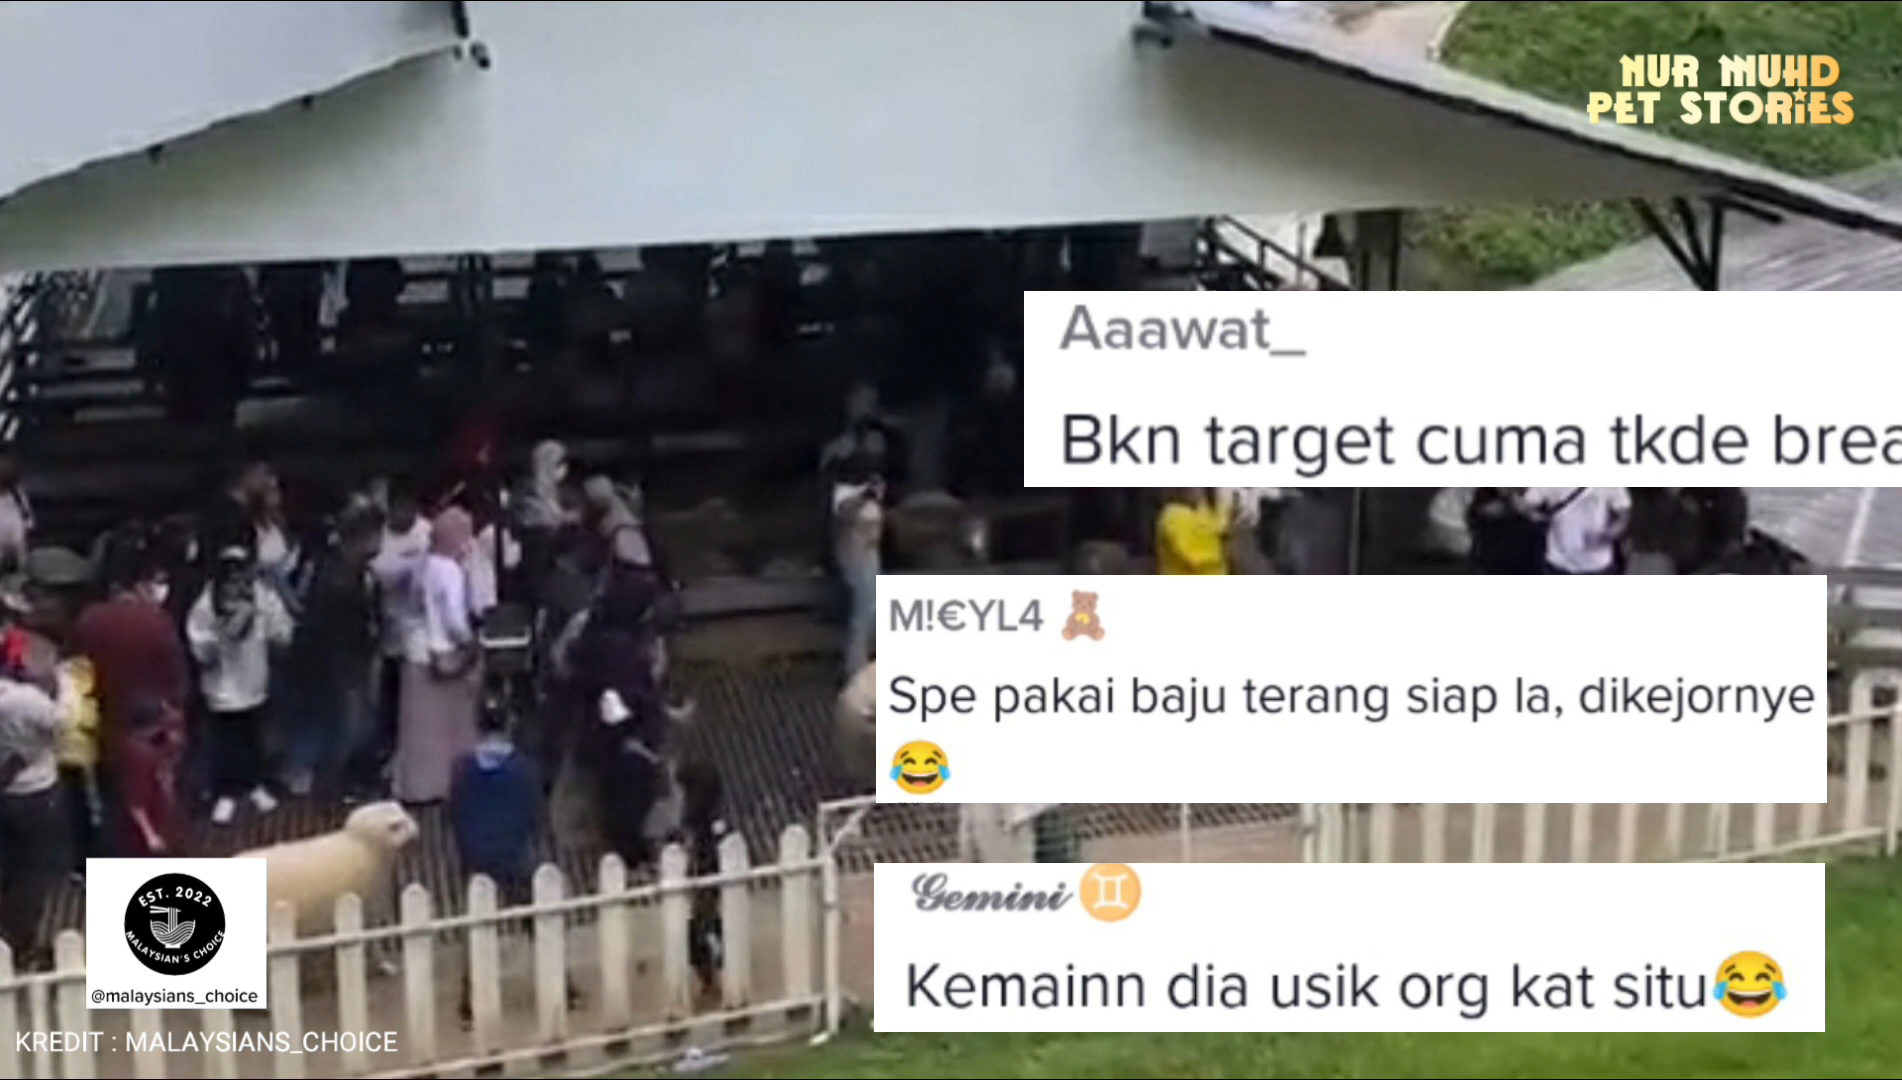 NUR MUHD
PET STORiES
Aaawat_
Bkn target cuma tkde brea
M!€YL4 🧸
Spe pakai baju terang siap la, dikejornye
😂
Gemini♊
Kemainn dia usik org kat situ😂
EST. 2022
MALAYSIAN'S CHOICE
@malaysians_choice
KREDIT : MALAYSIANS_CHOICE